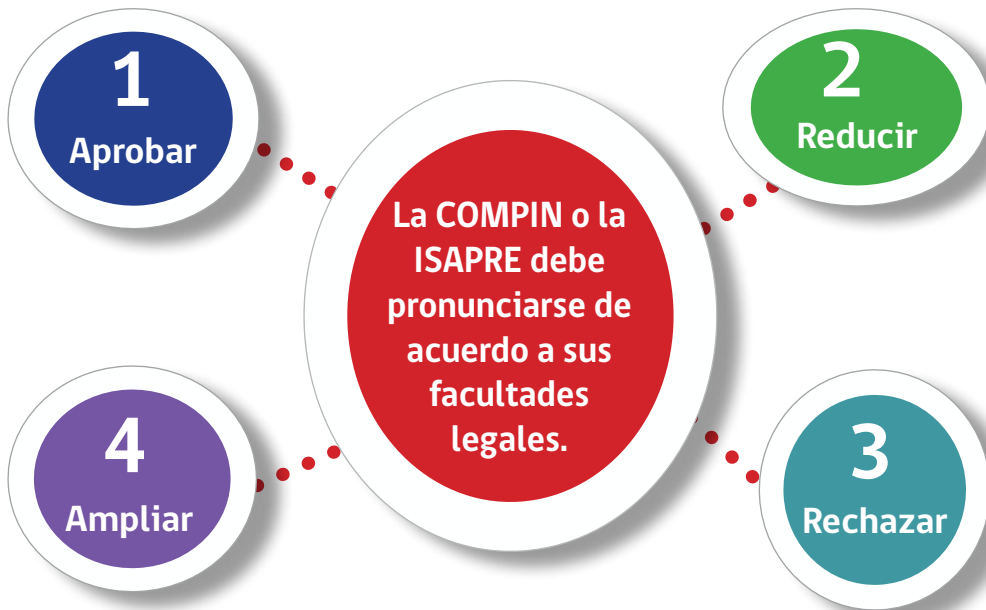 1
Aprobar
2
Reducir
La COMPIN o la
ISAPRE debe
pronunciarse de
acuerdo a sus
facultades
legales.
4
Ampliar
3
Rechazar